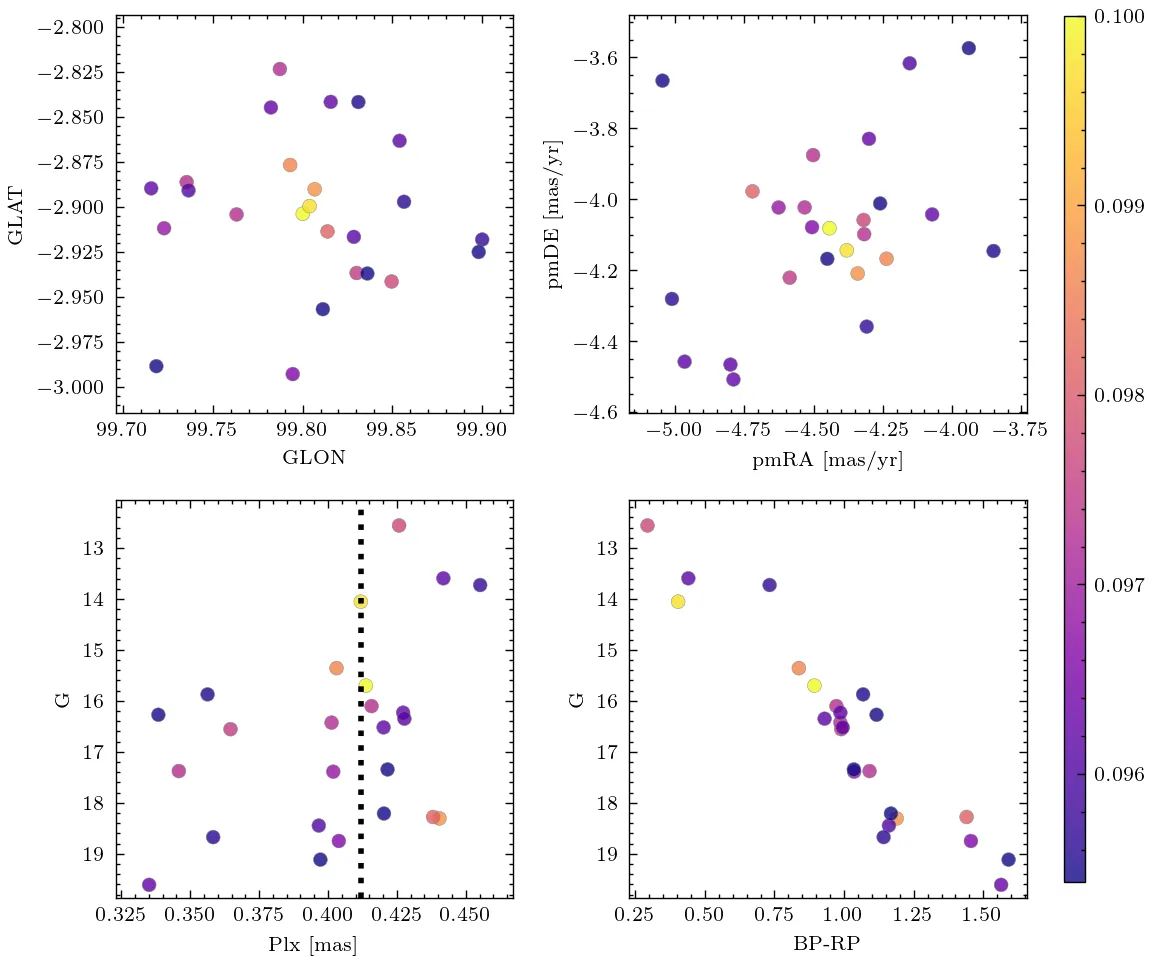 −2.800
−2.825
−2.850
−2.875
−2.900
−2.925
−2.950
−2.975
−3.000
GLAT
99.70 99.75 99.80 99.85 99.90
GLON
−3.6
−3.8
−4.0
−4.2
−4.4
−4.6
pmDE [mas/yr]
−5.00 −4.75 −4.50 −4.25 −4.00 −3.75
pmRA [mas/yr]
0.100
0.099
0.098
0.097
0.096
13
14
15
16
17
18
19
G
0.325 0.350 0.375 0.400 0.425 0.450
Plx [mas]
13
14
15
16
17
18
19
G
0.25 0.50 0.75 1.00 1.25 1.50
BP-RP